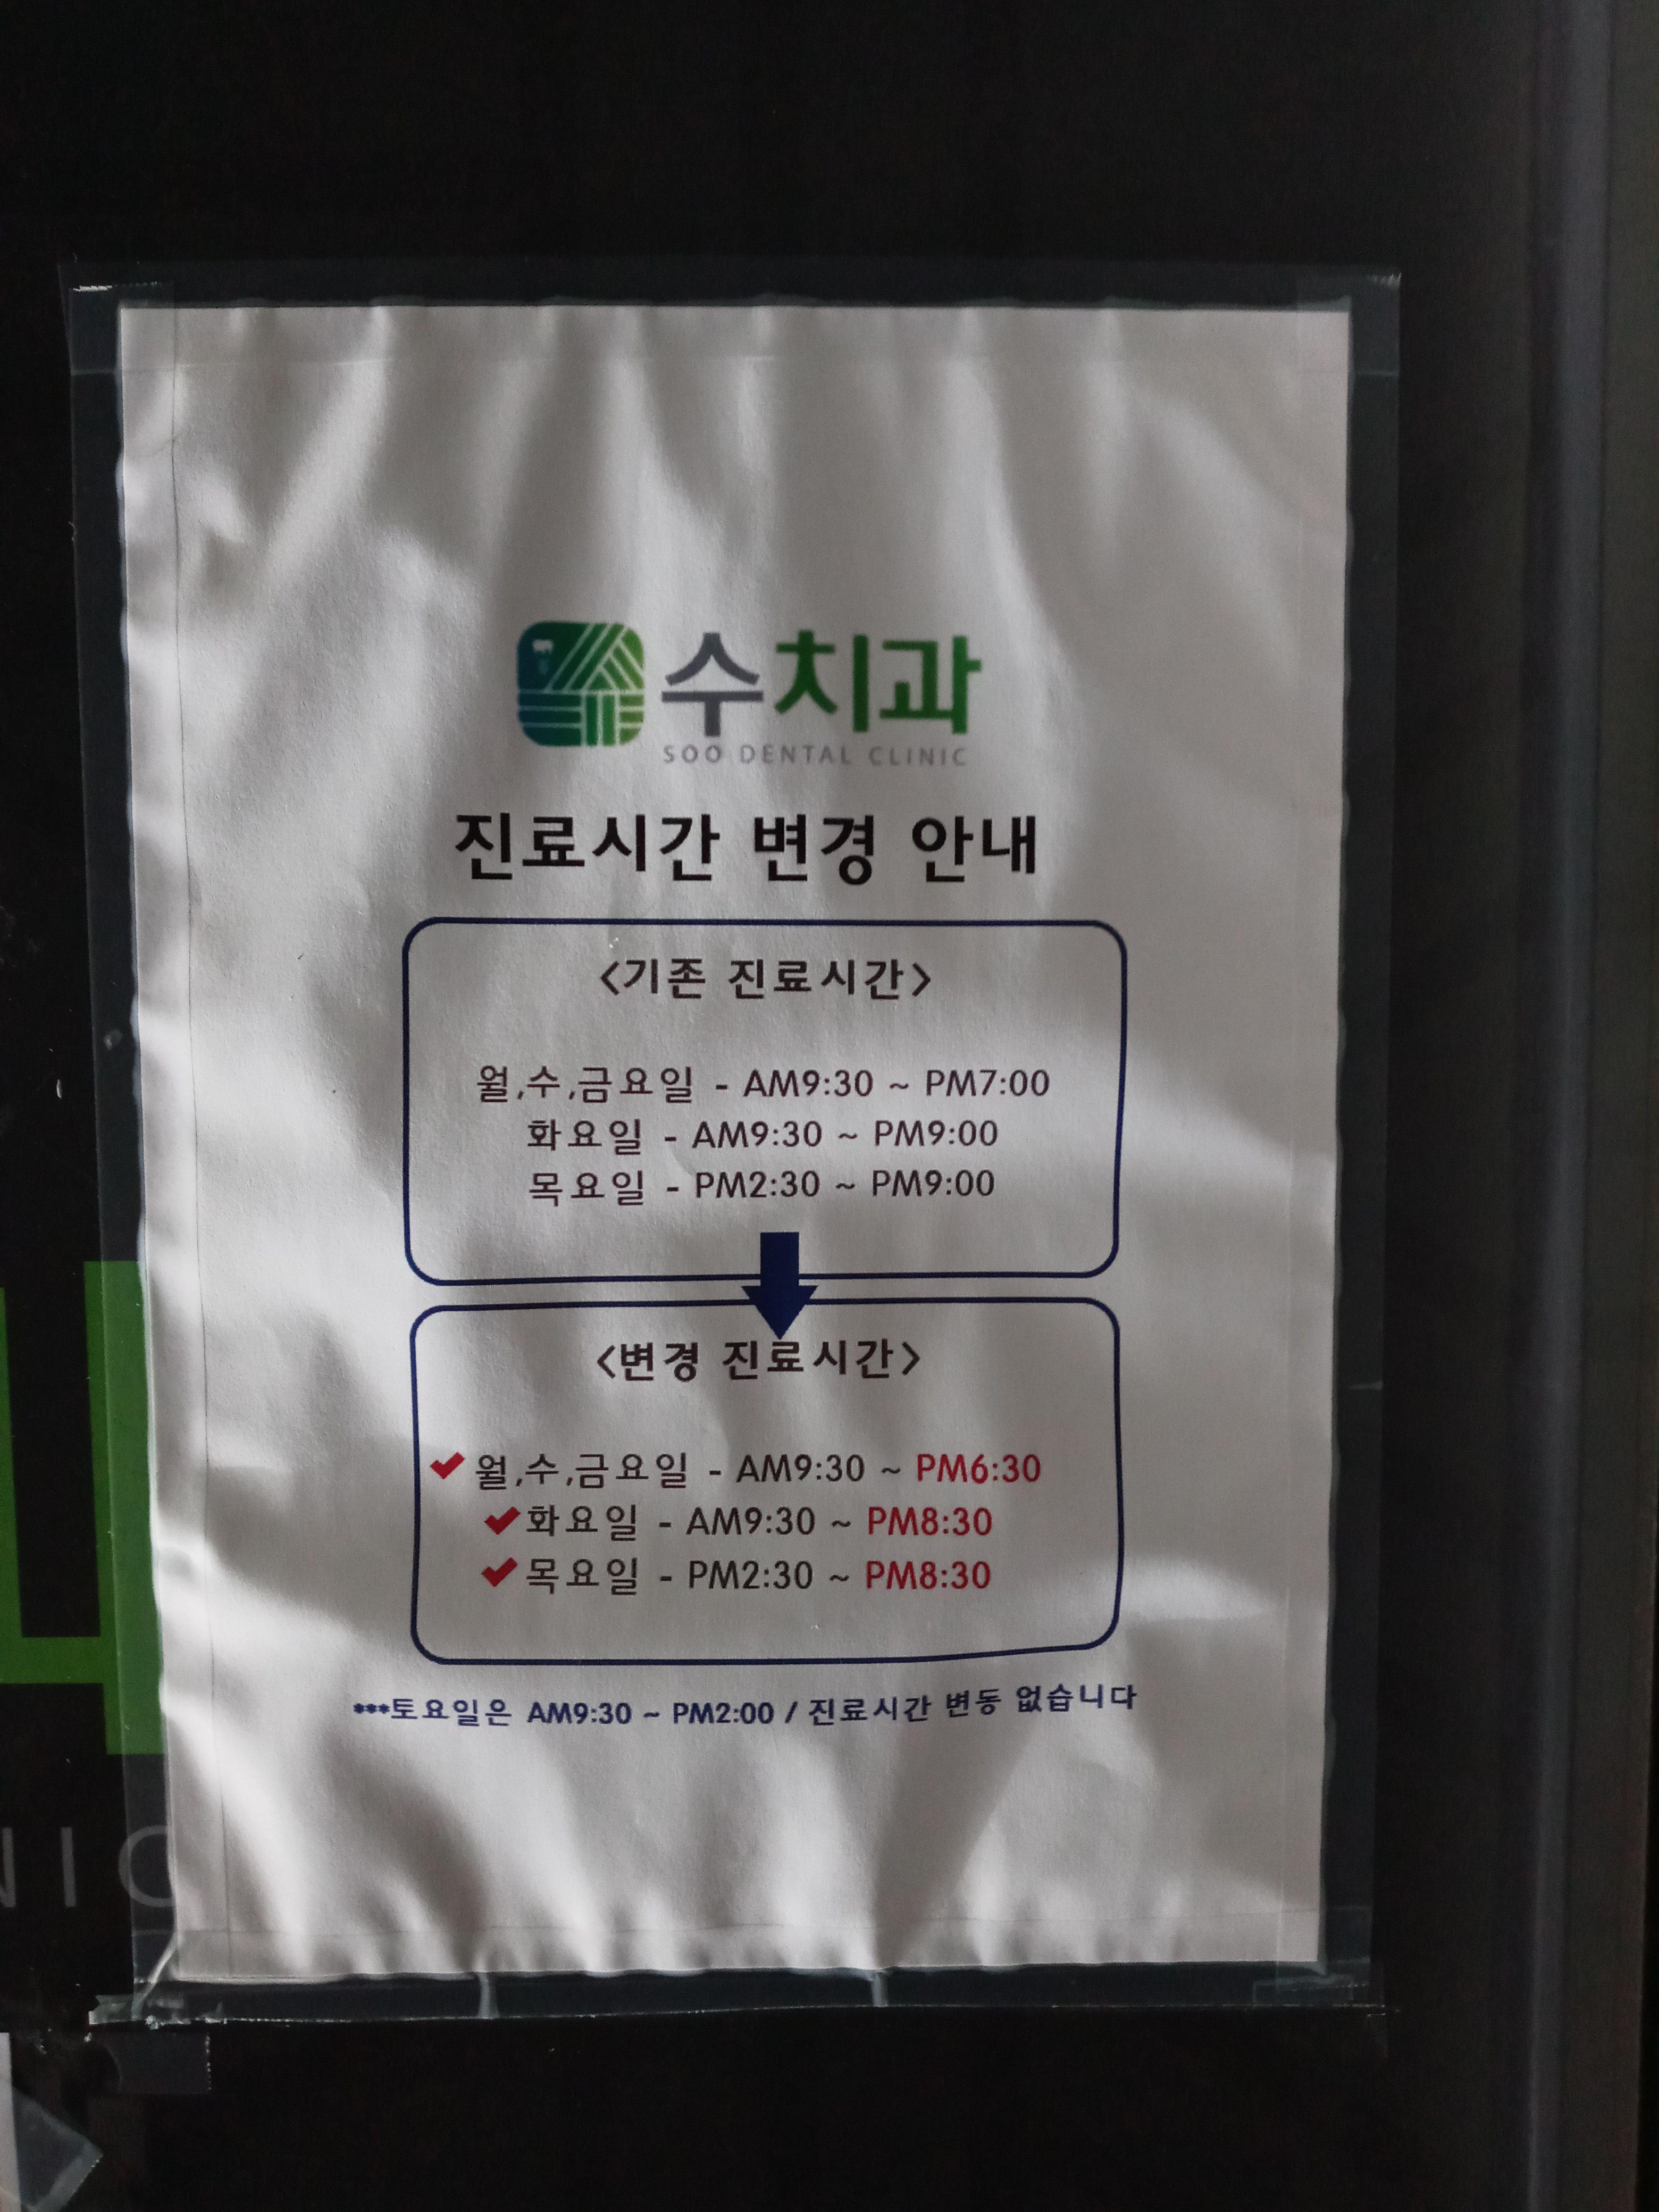 수치과
SOO DENTAL CLINIC
진료시간 변경 안내
<기존 진료시간>
월,수,금요일 - AM9:30 ~ PM7:00
화요일 - AM9:30 ~ PM9:00
목요일 - PM2:30 ~ PM9:00
<변경 진료시간>
월,수,금요일 - AM9:30 ~ PM6:30
화요일 - AM9:30 ~ PM8:30
목요일 - PM2:30 ~ PM8:30
***토요일은 AM9:30 ~ PM2:00 / 진료시간 변동 없습니다